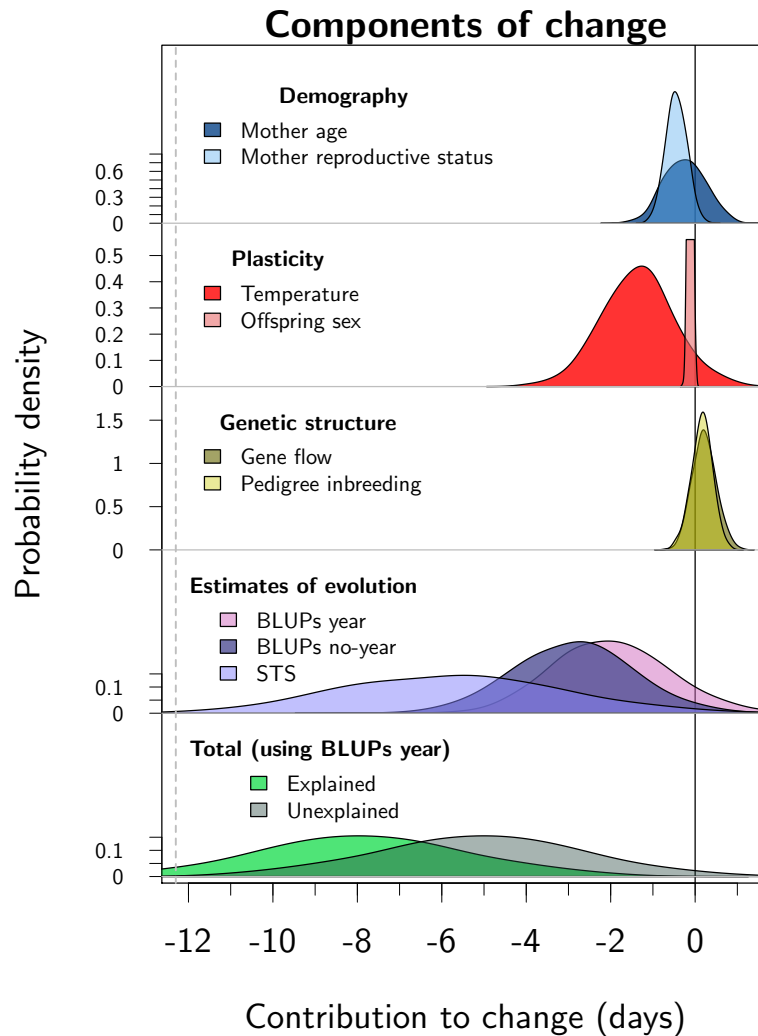 Components of change
Demography
Mother age
Mother reproductive status
0.6
0.3
0
Plasticity
Temperature
Offspring sex
0.5
0.4
0.3
0.2
0.1
0
Genetic structure
Gene flow
Pedigree inbreeding
1.5
1
0.5
0
Estimates of evolution
BLUPs year
BLUPs no-year
STS
0.1
0
Total (using BLUPs year)
Explained
Unexplained
0.1
0
Probability density
-12 -10 -8 -6 -4 -2 0
Contribution to change (days)